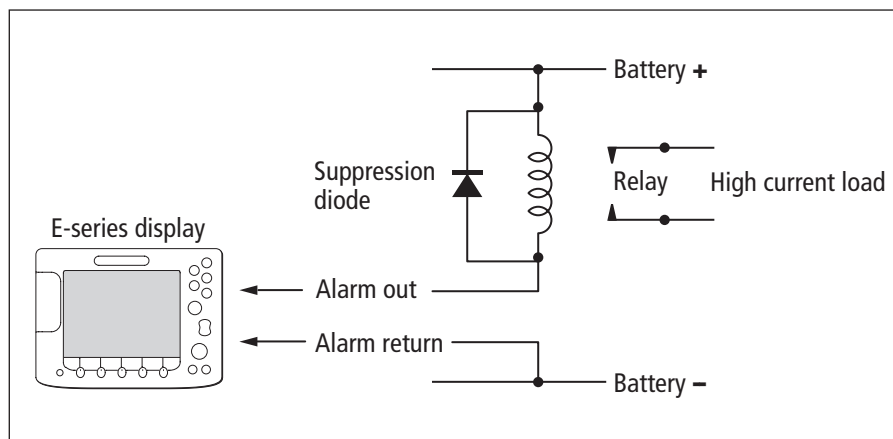 Battery +
Suppression
diode
Relay
High current load
E-series display
Alarm out
Alarm return
Battery –